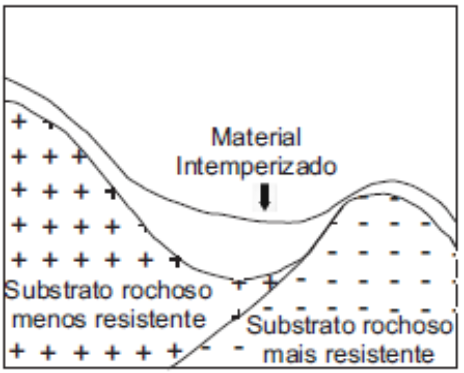 Material
Intemperizado
Substrato rochoso
menos resistente
Substrato rochoso
mais resistente